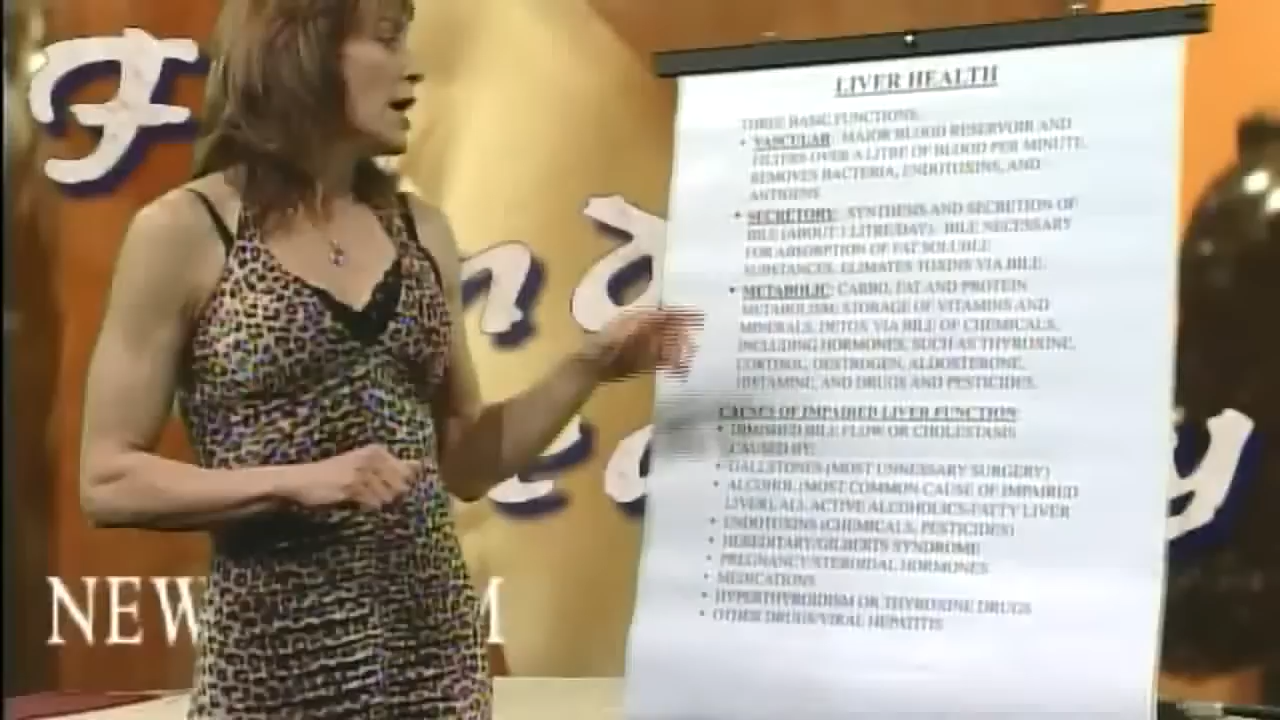 F
nd
y
NEW
M
LIVER HEALTH
THREE BASIC FUNCTIONS:
• VASCULAR: MAJOR BLOOD RESERVOIR AND
FILTERS OVER A LITRE OF BLOOD PER MINUTE.
REMOVES BACTERIA, ENDOTOXINS, AND
ANTIGENS
• SECRETORY: SYNTHESIS AND SECRETION OF
BILE (ABOUT 1 LITRE/DAY). BILE NECESSARY
FOR ABSORPTION OF FAT SOLUBLE
SUBSTANCES. ELIMATES TOXINS VIA BILE.
• METABOLIC: CARBO, FAT AND PROTEIN
METABOLISM; STORAGE OF VITAMINS AND
MINERALS, DETOX VIA BILE OF CHEMICALS,
INCLUDING HORMONES, SUCH AS THYROXINE,
CORTISOL, OESTROGEN, ALDOSTERONE,
HISTAMINE, AND DRUGS AND PESTICIDES.
CAUSES OF IMPAIRED LIVER FUNCTION
• DIMISHED BILE FLOW OR CHOLESTASIS
CAUSED BY:
• GALLSTONES (MOST UNNESSARY SURGERY)
• ALCOHOL (MOST COMMON CAUSE OF IMPAIRED
LIVER) ALL ACTIVE ALCOHOLICS-FATTY LIVER
• ENDOTOXINS (CHEMICALS, PESTICIDES)
• HEREDITARY/GILBERTS SYNDROME
• PREGNANCY/STEROIDAL HORMONES
• MEDICATIONS
• HYPERTHYROIDISM OR THYROXINE DRUGS
• OTHER DRUGS/VIRAL HEPATITIS